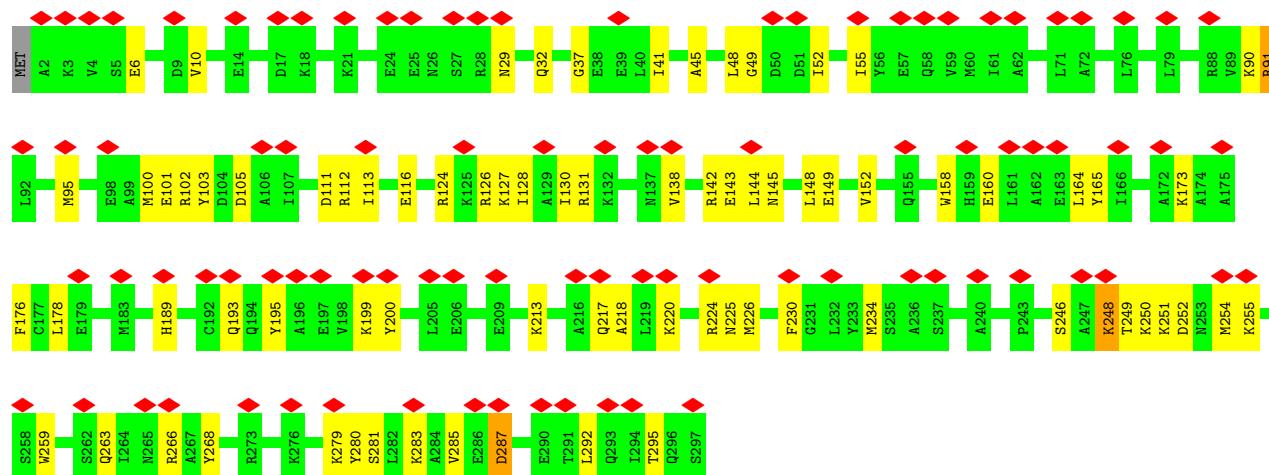 MET A2 K3 V4 S5 E6 D9 V10 E14 D17 K18 K21 E24 E25 N26 S27 R28 N29 Q32 G37 E38 E39 L40 I41 A45 L48 G49 D50 D51 I52 I55 Y56 E57 Q58 V59 M60 I61 A62 L71 A72 L76 L79 R88 V89 K90 R91
L92 M95 E98 A99 M100 E101 R102 Y103 D104 D105 A106 I107 D111 R112 I113 E116 R124 K125 R126 K127 I128 A129 I130 R131 K132 N137 V138 R142 E143 L144 N145 L148 E149 V152 Q155 W158 H159 E160 L161 A162 E163 L164 Y165 I166 A172 K173 A174 A175
F176 C177 L178 E179 M183 H189 C192 Q193 Q194 Y195 A196 E197 V198 K199 Y200 L205 E206 E209 K213 A216 Q217 A218 L219 K220 R224 N225 M226 F230 G231 L232 Y233 M234 S235 A236 S237 A240 P243 S246 A247 K248 T249 K250 K251 D252 N253 M254 K255
S258 W259 S262 Q263 I264 N265 R266 A267 Y268 R273 K276 K279 Y280 S281 L282 K283 A284 V285 E286 D287 E290 T291 L292 Q293 I294 T295 Q296 S297